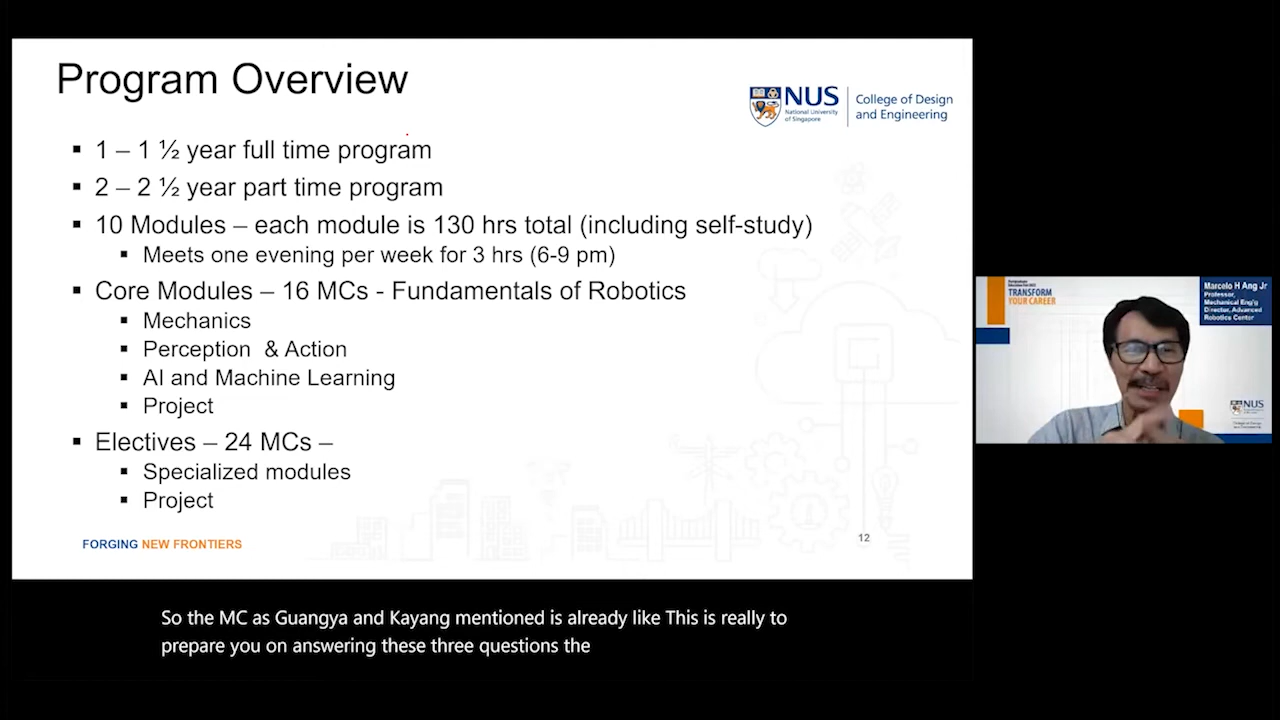 Program Overview
NUS
National University
of Singapore
College of Design
and Engineering
1 – 1 ½ year full time program
2 – 2 ½ year part time program
10 Modules – each module is 130 hrs total (including self-study)
Meets one evening per week for 3 hrs (6-9 pm)
Core Modules – 16 MCs - Fundamentals of Robotics
Mechanics
Perception & Action
AI and Machine Learning
Project
Electives – 24 MCs –
Specialized modules
Project
FORGING NEW FRONTIERS
12
TRANSFORM
YOUR CAREER
Marcelo H Ang Jr
Professor,
Mechanical Eng'g
Director, Advanced
Robotics Center
NUS
So the MC as Guangya and Kayang mentioned is already like This is really to
prepare you on answering these three questions the